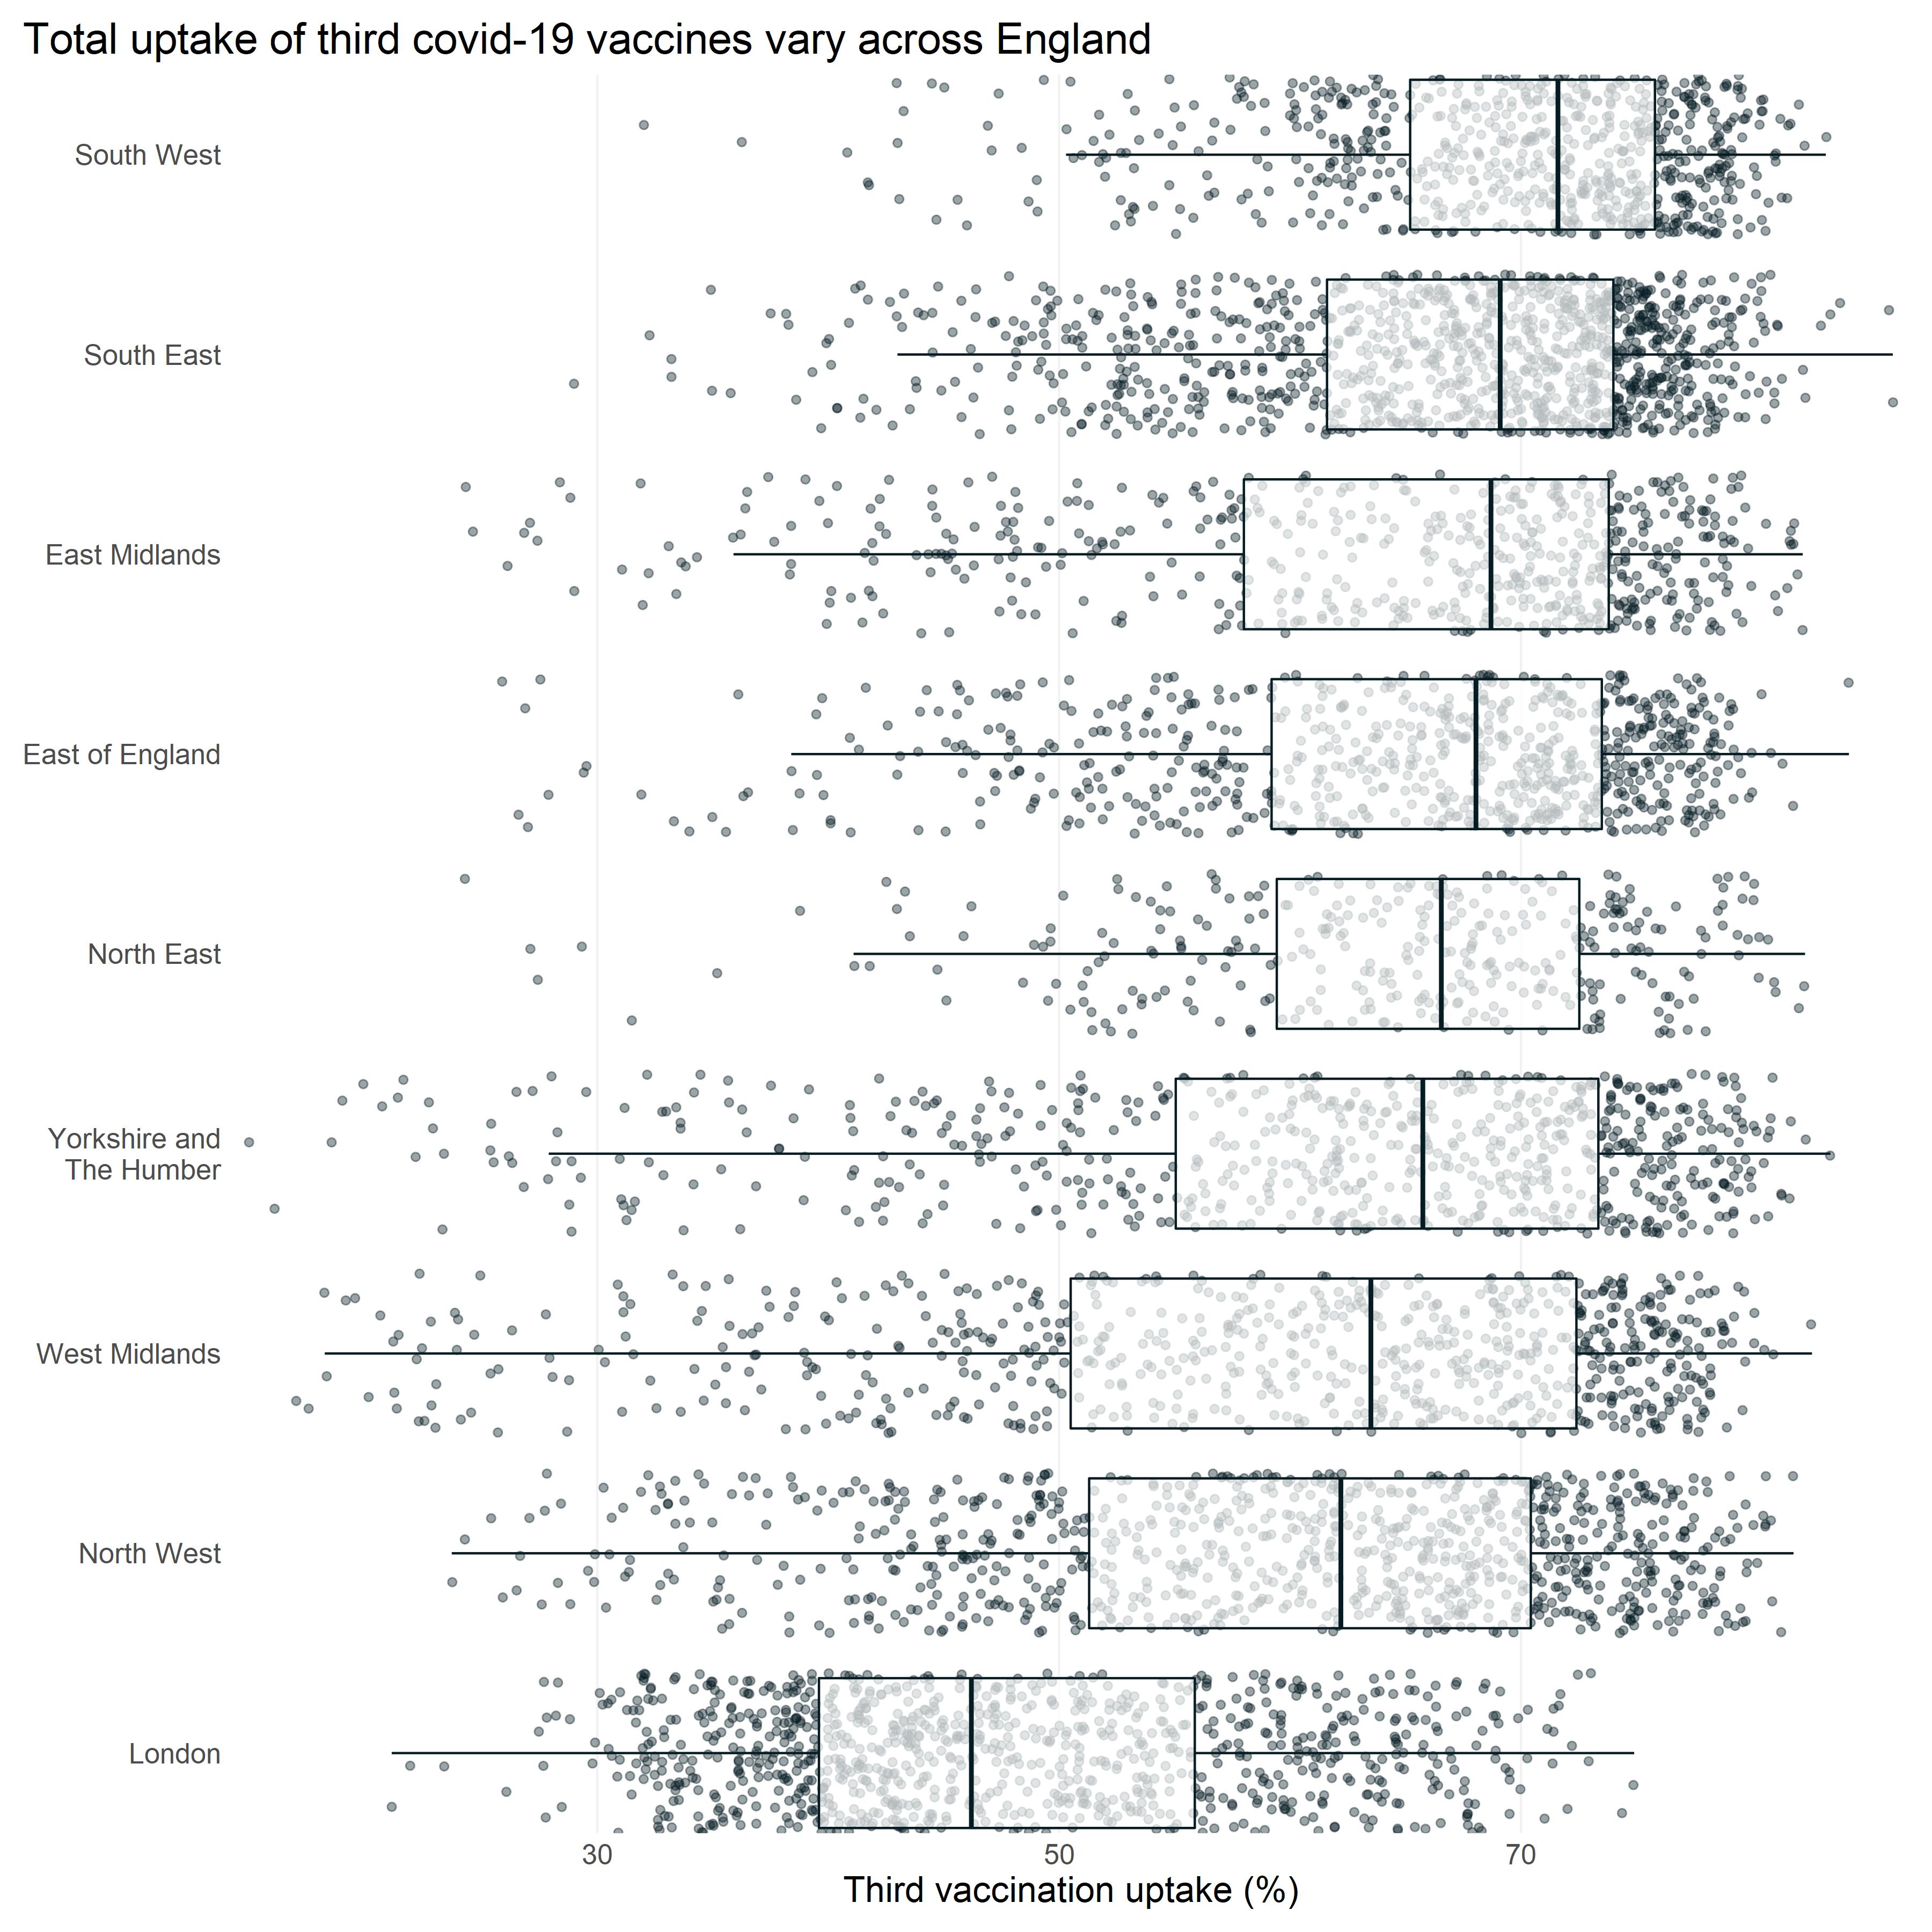 Total uptake of third covid-19 vaccines vary across England
South West
South East
East Midlands
East of England
North East
Yorkshire and
The Humber
West Midlands
North West
London
30 50 70
Third vaccination uptake (%)